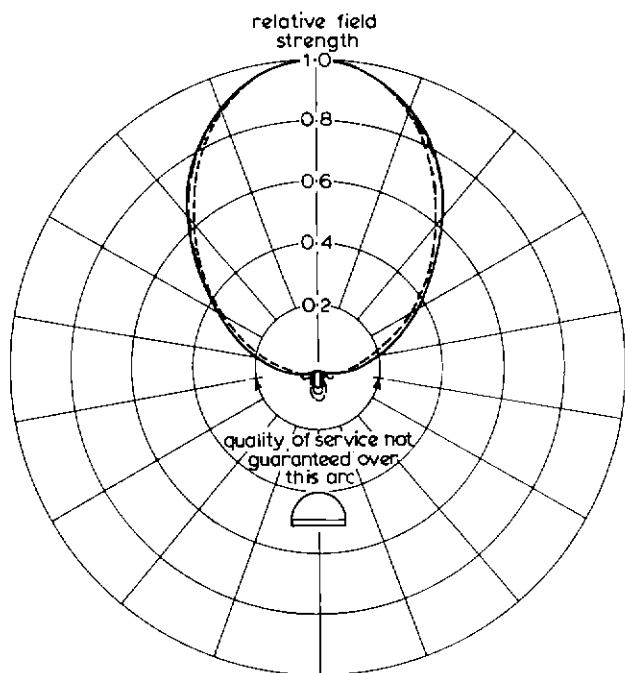 relative field
strength
1·0
0·8
0·6
0·4
0·2
quality of service not
guaranteed over
this arc